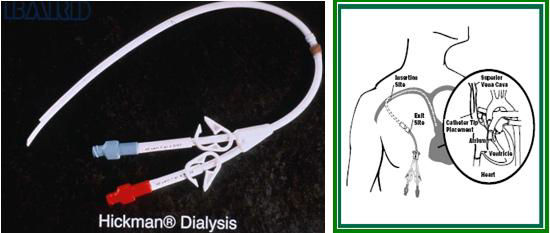 BARD
Hickman® Dialysis
Insertion
Site
Superior
Vena Cava
Exit
Site
Catheter Tip
Placement
Atrium
Ventricle
Heart